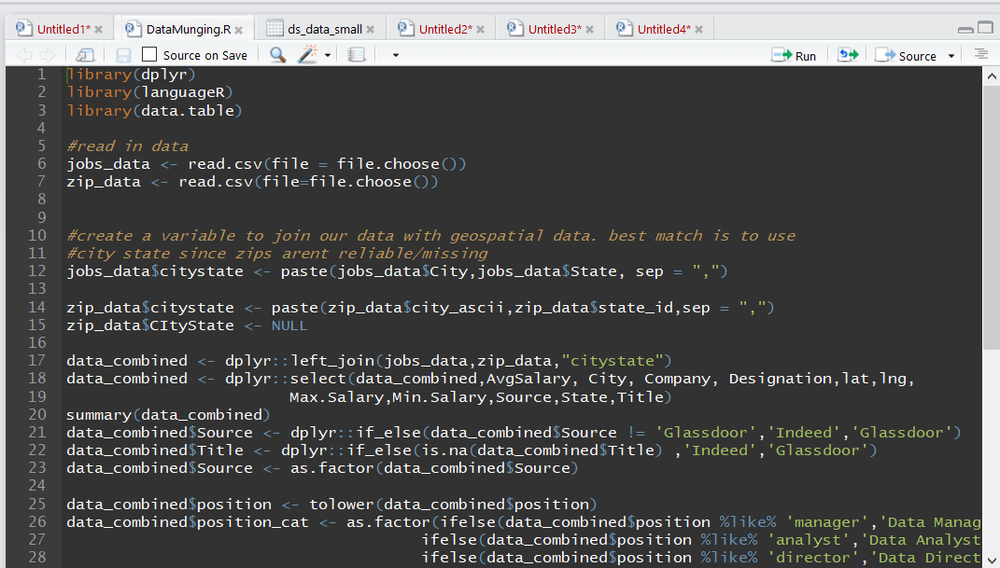 Untitled1* DataMunging.R ds_data_small Untitled2* Untitled3* Untitled4*
Source on Save Run Source
1 library(dplyr)
2 library(languageR)
3 library(data.table)
4
5 #read in data
6 jobs_data <- read.csv(file = file.choose())
7 zip_data <- read.csv(file=file.choose())
8
9
10 #create a variable to join our data with geospatial data. best match is to use
11 #city state since zips arent reliable/missing
12 jobs_data$citystate <- paste(jobs_data$City,jobs_data$State, sep = ",")
13
14 zip_data$citystate <- paste(zip_data$city_ascii,zip_data$state_id,sep = ",")
15 zip_data$CItyState <- NULL
16
17 data_combined <- dplyr::left_join(jobs_data,zip_data,"citystate")
18 data_combined <- dplyr::select(data_combined,AvgSalary, City, Company, Designation,lat,lng,
19 Max.Salary,Min.Salary,Source,State,Title)
20 summary(data_combined)
21 data_combined$Source <- dplyr::if_else(data_combined$Source != 'Glassdoor','Indeed','Glassdoor')
22 data_combined$Title <- dplyr::if_else(is.na(data_combined$Title) ,'Indeed','Glassdoor')
23 data_combined$Source <- as.factor(data_combined$Source)
24
25 data_combined$position <- tolower(data_combined$position)
26 data_combined$position_cat <- as.factor(ifelse(data_combined$position %like% 'manager','Data Manag
27 ifelse(data_combined$position %like% 'analyst','Data Analyst
28 ifelse(data_combined$position %like% 'director','Data Direct